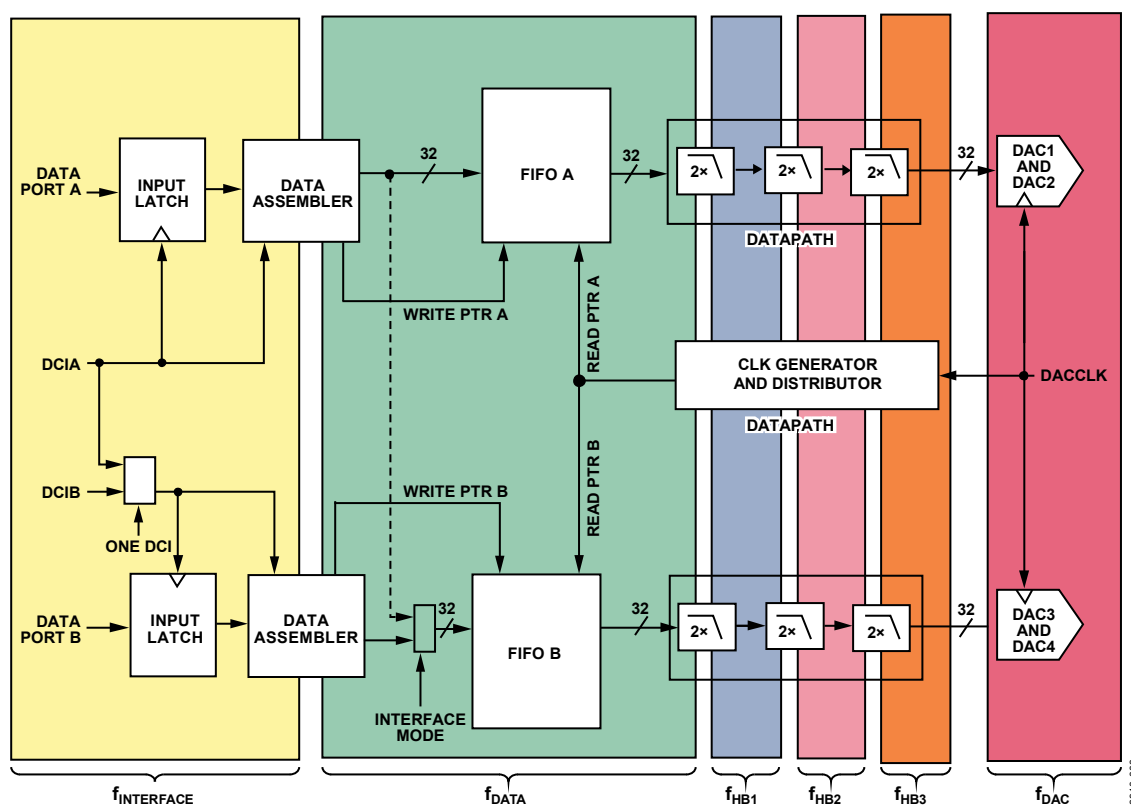 DATA
PORT A
INPUT
LATCH
DATA
ASSEMBLER
32
FIFO A
32
2×
2×
2×
32
DAC1
AND
DAC2
DATAPATH
WRITE PTR A
READ PTR A
DCIA
CLK GENERATOR
AND DISTRIBUTOR
DACCLK
DATAPATH
DCIB
ONE DCI
WRITE PTR B
READ PTR B
DATA
PORT B
INPUT
LATCH
DATA
ASSEMBLER
32
INTERFACE
MODE
FIFO B
32
2×
2×
2×
32
DAC3
AND
DAC4
fINTERFACE
fDATA
fHB1
fHB2
fHB3
fDAC